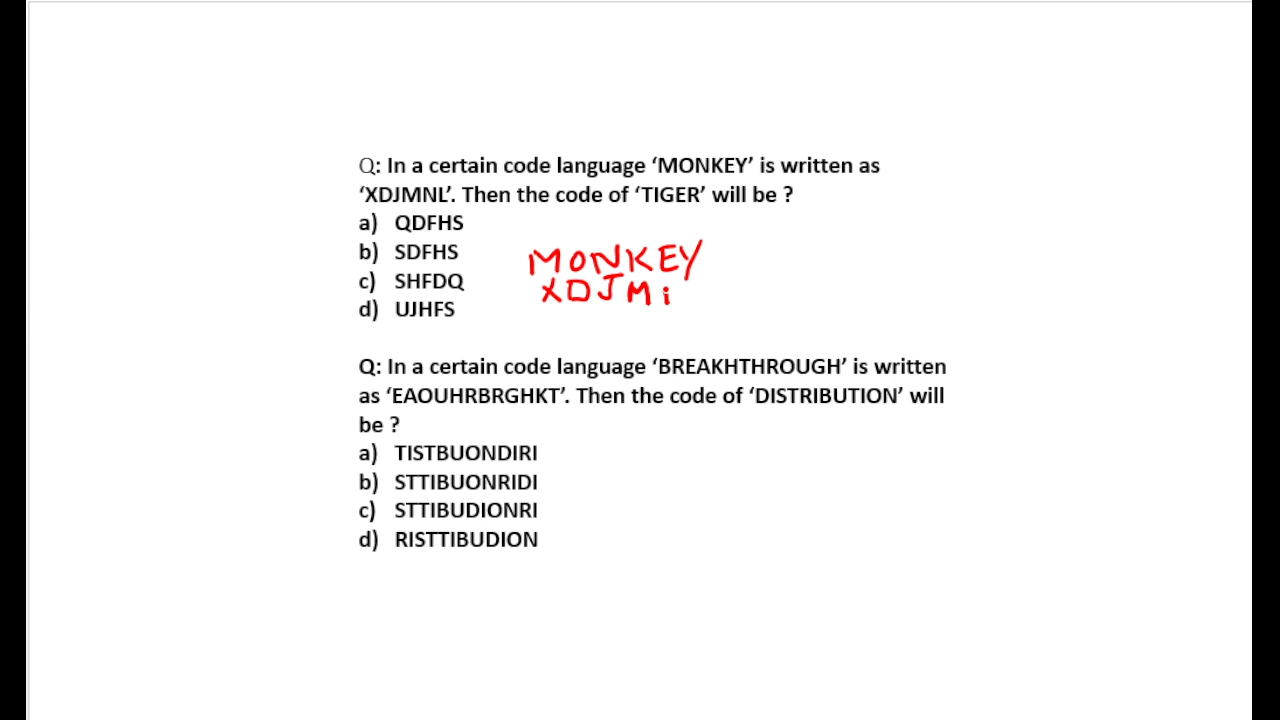 Q: In a certain code language ‘MONKEY’ is written as
‘XDJMNL’. Then the code of ‘TIGER’ will be ?
a) QDFHS
b) SDFHS
c) SHFDQ
d) UJHFS
MONKEY
XDJMi
Q: In a certain code language ‘BREAKHTHROUGH’ is written
as ‘EAOUHRBRGHKT’. Then the code of ‘DISTRIBUTION’ will
be ?
a) TISTBUONDIRI
b) STTIBUONRIDI
c) STTIBUDIONRI
d) RISTTIBUDION